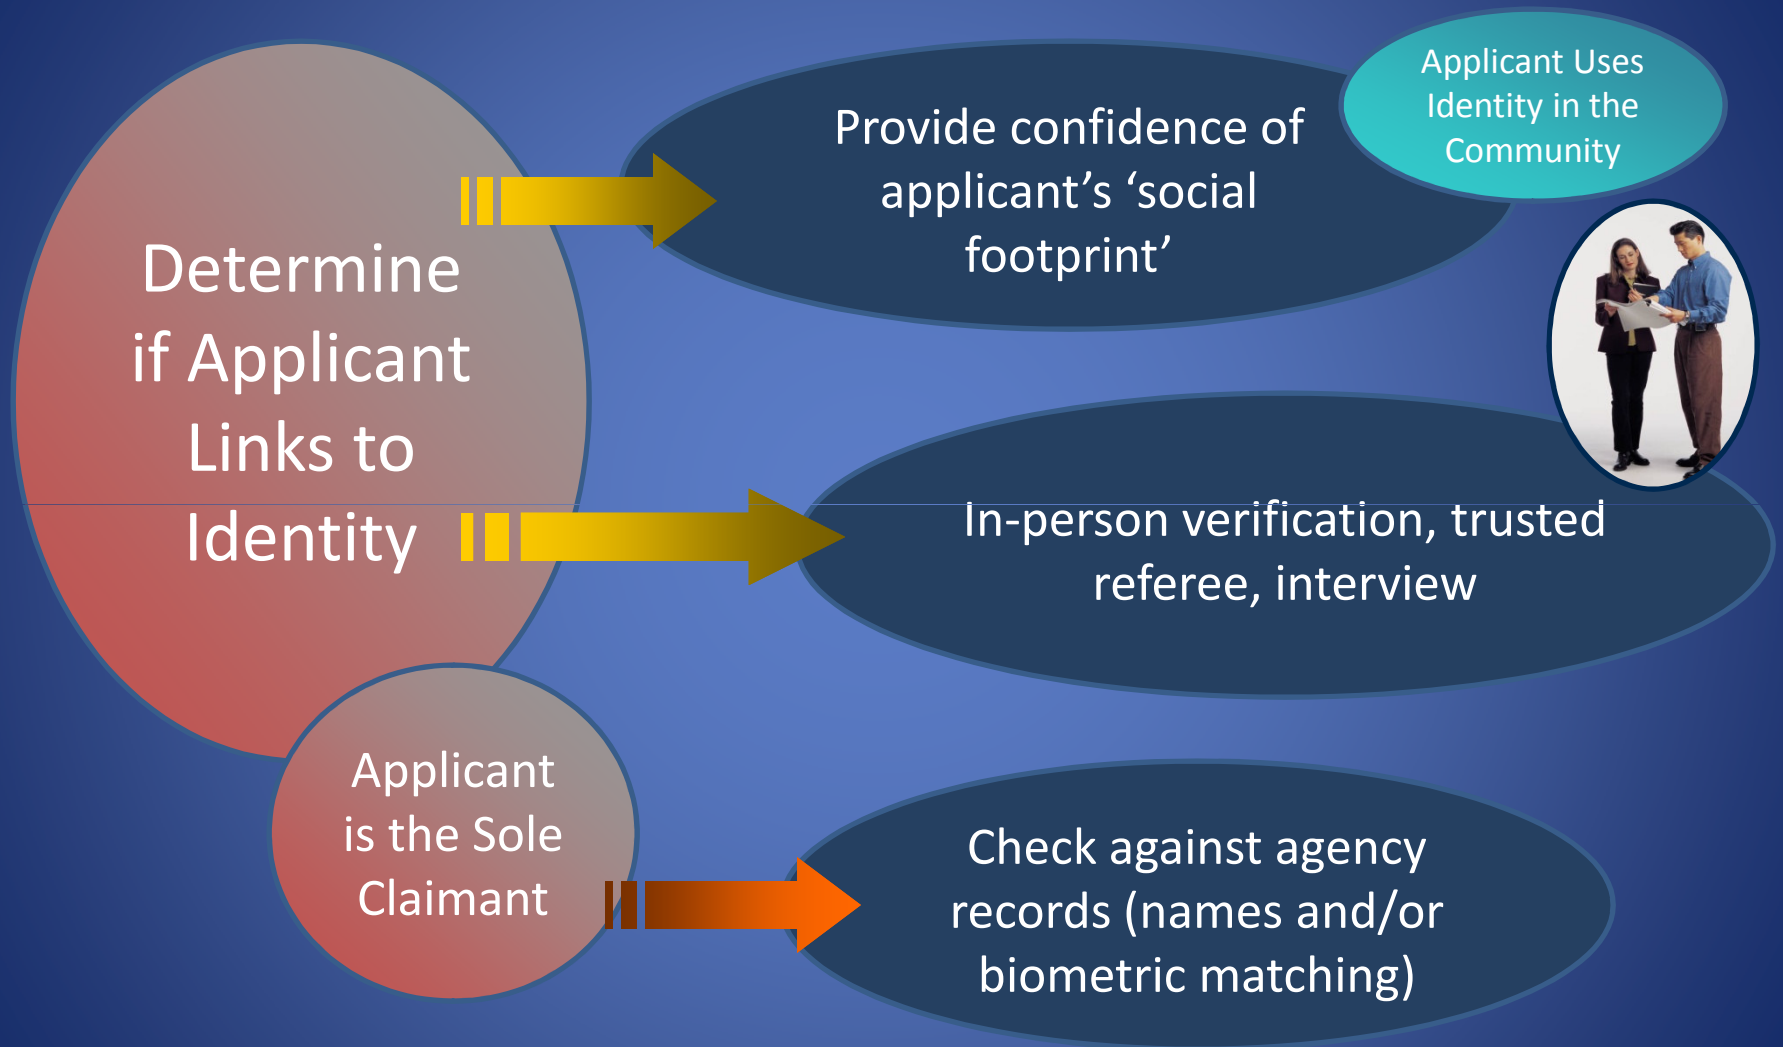 Determine
if Applicant
Links to
Identity
Provide confidence of
applicant’s ‘social
footprint’
Applicant Uses
Identity in the
Community
In-person verification, trusted
referee, interview
Applicant
is the Sole
Claimant
Check against agency
records (names and/or
biometric matching)